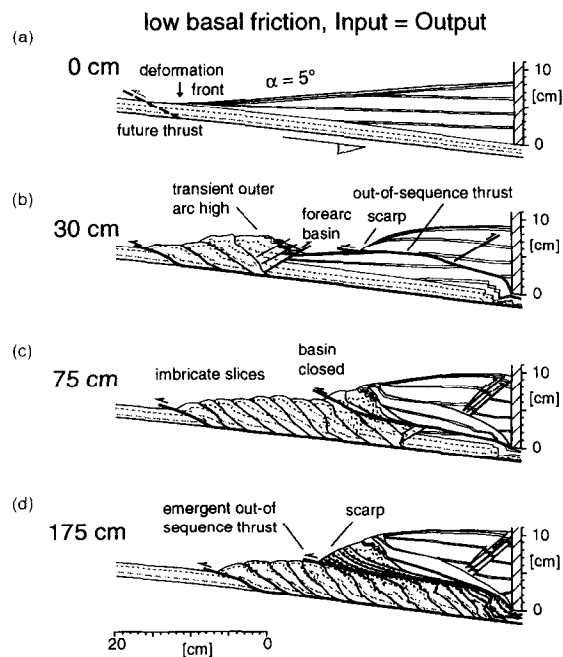 low basal friction, Input = Output
(a)
0 cm
deformation
front
α = 5°
future thrust
10
[cm]
0
(b)
30 cm
transient outer
arc high
forearc
basin
scarp
out-of-sequence thrust
10
[cm]
0
(c)
75 cm
imbricate slices
basin
closed
10
[cm]
0
(d)
175 cm
emergent out-of
sequence thrust
scarp
10
[cm]
0
20
0
[cm]